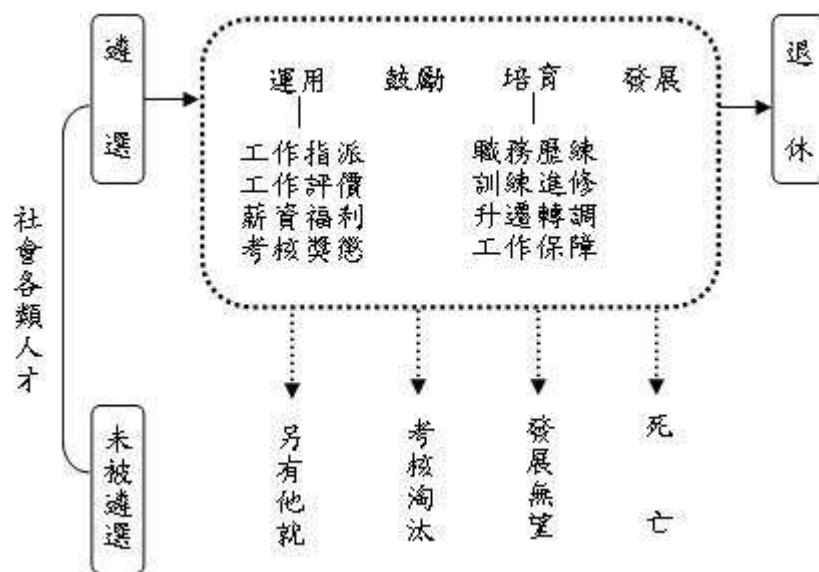 社會各類人才
遴選
未被遴選
運用
鼓勵
培育
發展
工作指派
工作評價
薪資福利
考核獎懲
職務歷練
訓練進修
升遷轉調
工作保障
退休
另有他就
考核淘汰
發展無望
死亡